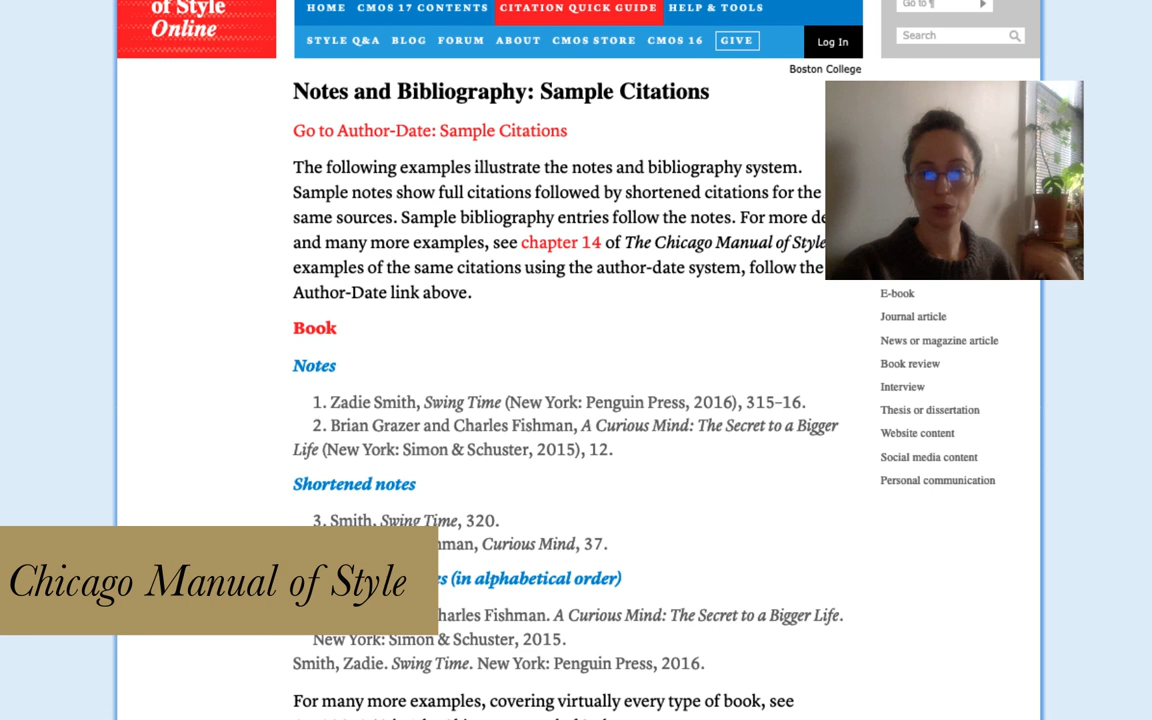 of Style
Online
HOME CMOS 17 CONTENTS CITATION QUICK GUIDE HELP & TOOLS
Go to ¶
STYLE Q&A BLOG FORUM ABOUT CMOS STORE CMOS 16 GIVE
Log In
Search
Boston College
Notes and Bibliography: Sample Citations
Go to Author-Date: Sample Citations
The following examples illustrate the notes and bibliography system.
Sample notes show full citations followed by shortened citations for the
same sources. Sample bibliography entries follow the notes. For more de
and many more examples, see chapter 14 of The Chicago Manual of Style
examples of the same citations using the author-date system, follow the
Author-Date link above.
E-book
Journal article
News or magazine article
Book review
Interview
Thesis or dissertation
Website content
Social media content
Personal communication
Book
Notes
1. Zadie Smith, Swing Time (New York: Penguin Press, 2016), 315–16.
2. Brian Grazer and Charles Fishman, A Curious Mind: The Secret to a Bigger
Life (New York: Simon & Schuster, 2015), 12.
Shortened notes
3. Smith, Swing Time, 320.
hman, Curious Mind, 37.
s (in alphabetical order)
Chicago Manual of Style
harles Fishman. A Curious Mind: The Secret to a Bigger Life.
New York: Simon & Schuster, 2015.
Smith, Zadie. Swing Time. New York: Penguin Press, 2016.
For many more examples, covering virtually every type of book, see